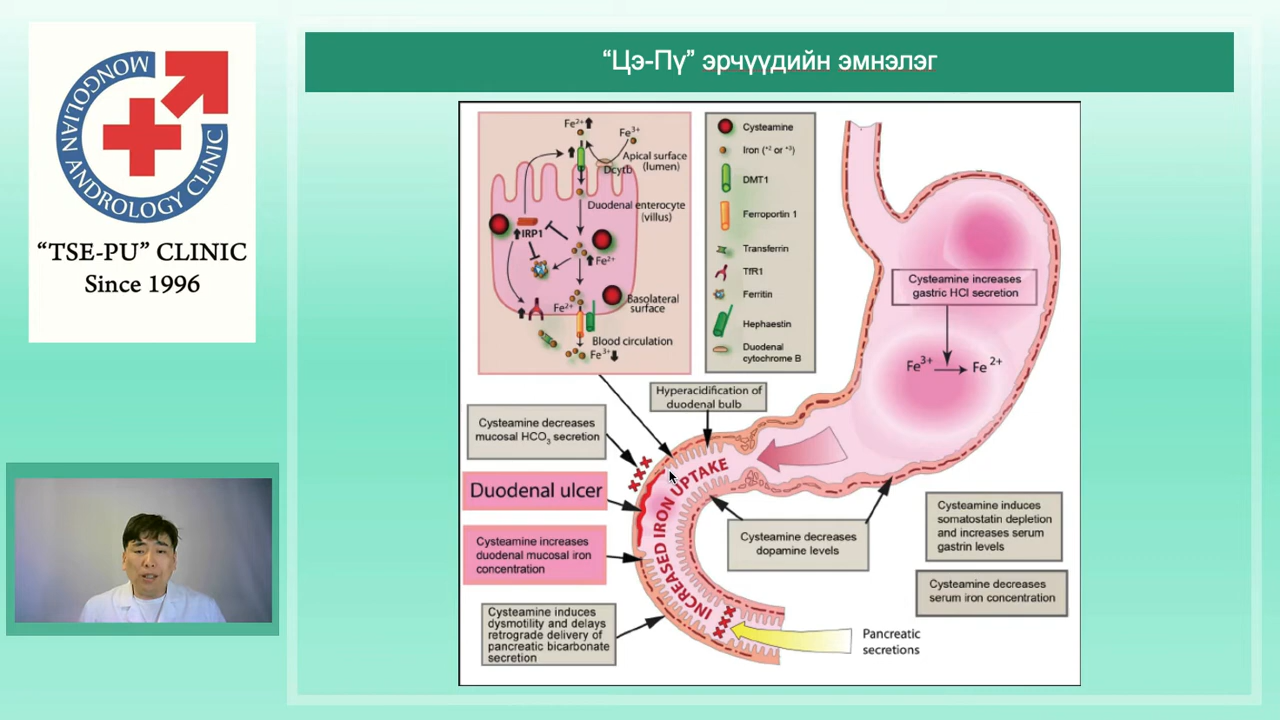 MONGOLIAN ANDROLOGY CLINIC
“TSE-PU” CLINIC
Since 1996
“Цэ-Пү” эрчүүдийн эмнэлэг
Fe2+
Fe3+
Apical surface
(lumen)
Dcytb
Duodenal enterocyte
(villus)
IRP1
Fe2+
Fe2+
Basolateral
surface
Blood circulation
Fe3+
Cysteamine
Iron (+2 or +3)
DMT1
Ferroportin 1
Transferrin
TfR1
Ferritin
Hephaestin
Duodenal
cytochrome B
Cysteamine increases
gastric HCl secretion
Fe3+
Fe 2+
Hyperacidification of
duodenal bulb
Cysteamine decreases
mucosal HCO3 secretion
Duodenal ulcer
Cysteamine increases
duodenal mucosal iron
concentration
Cysteamine induces
dysmotility and delays
retrograde delivery of
pancreatic bicarbonate
secretion
INCREASED IRON UPTAKE
Cysteamine decreases
dopamine levels
Cysteamine induces
somatostatin depletion
and increases serum
gastrin levels
Cysteamine decreases
serum iron concentration
Pancreatic
secretions